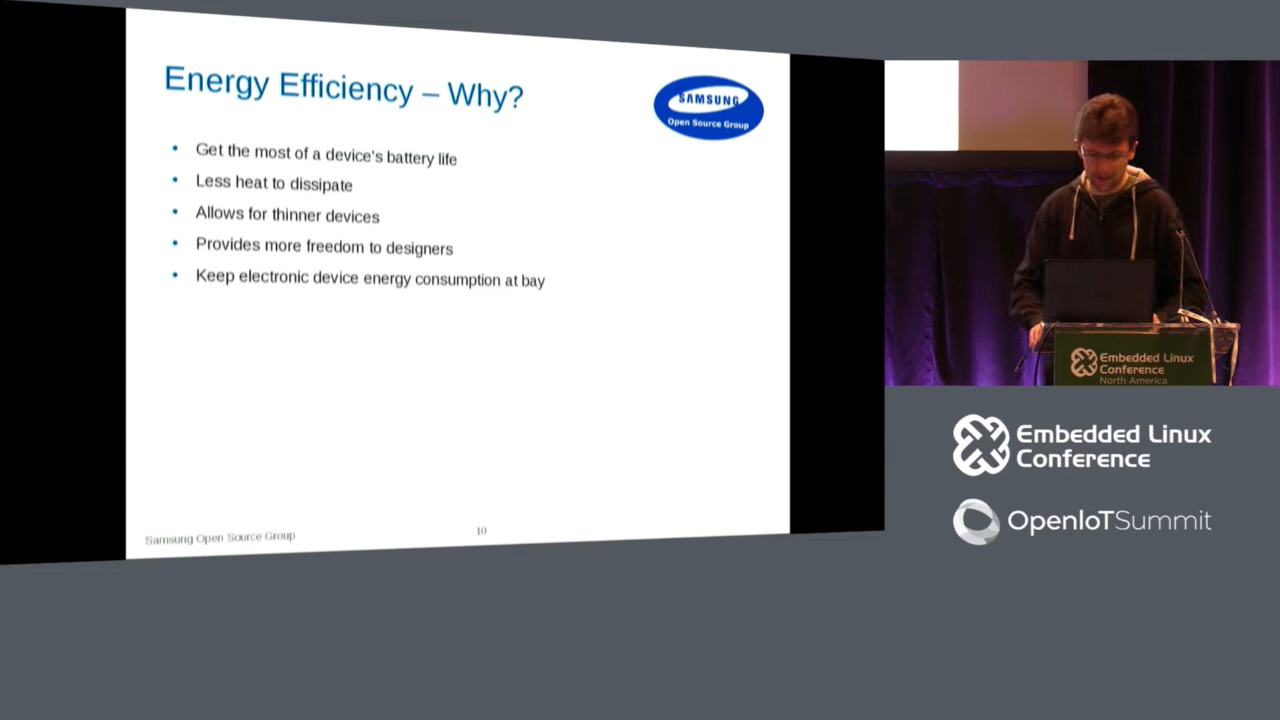 Energy Efficiency – Why?
SAMSUNG
Open Source Group
• Get the most of a device's battery life
• Less heat to dissipate
• Allows for thinner devices
• Provides more freedom to designers
• Keep electronic device energy consumption at bay
Samsung Open Source Group
10
Embedded Linux
Conference
North America
Embedded Linux
Conference
OpenIoTSummit